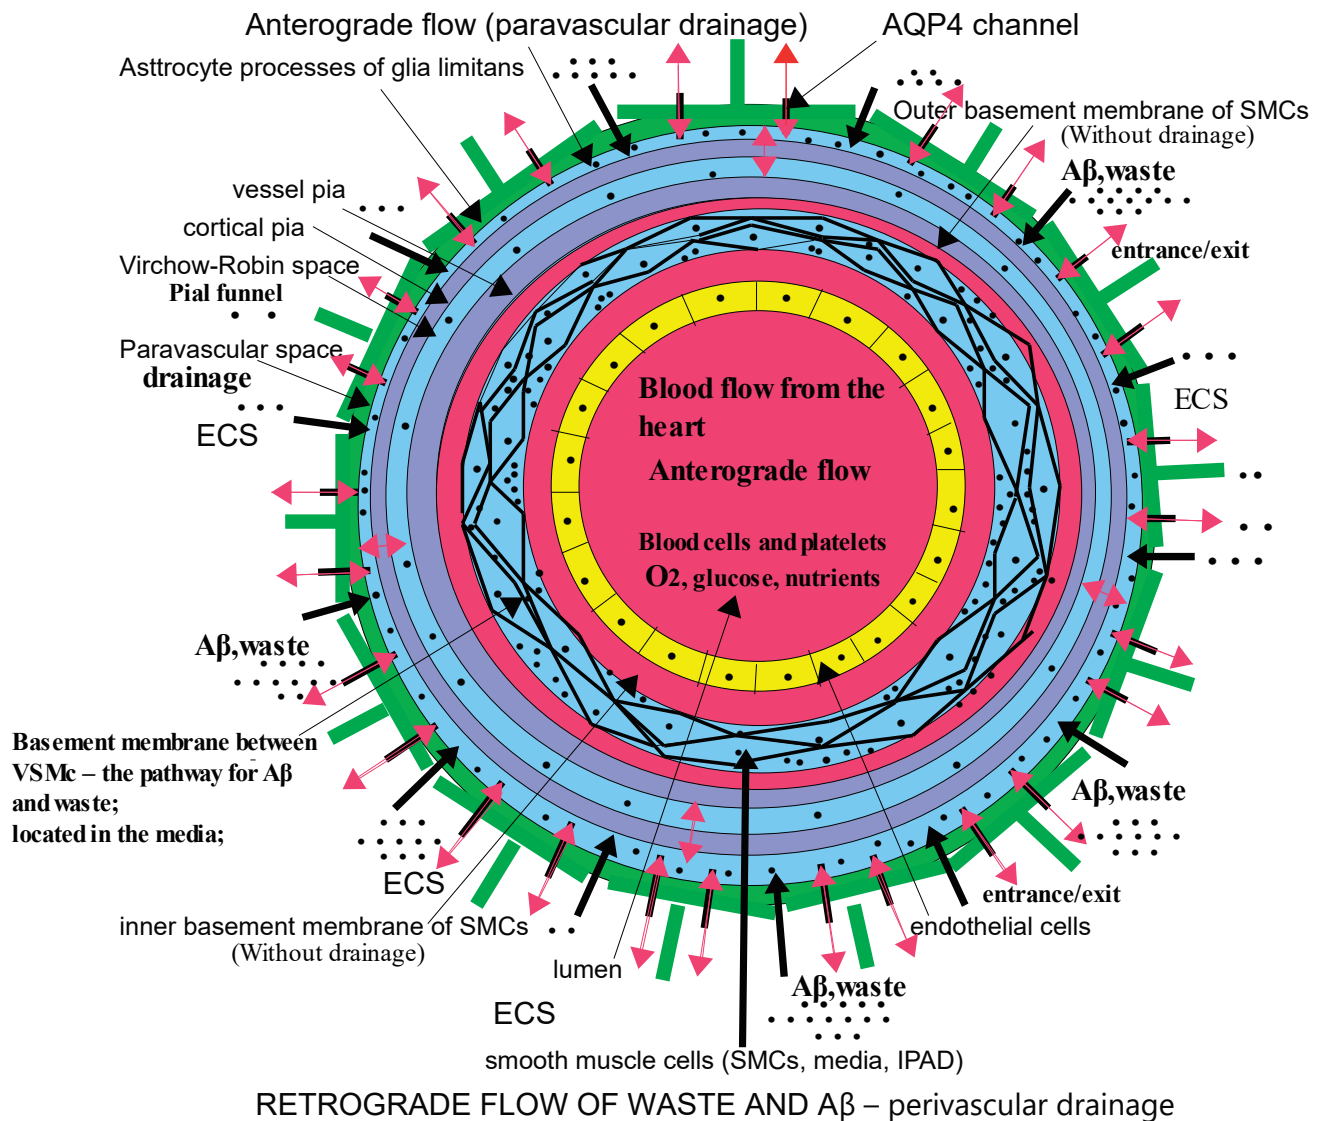 Anterograde flow (paravascular drainage)
AQP4 channel
Asttrocyte processes of glia limitans
Outer basement membrane of SMCs
(Without drainage)
Aβ,waste
vessel pia
cortical pia
entrance/exit
Virchow-Robin space
Pial funnel
Paravascular space
drainage
ECS
ECS
Blood flow from the
heart
Anterograde flow
Blood cells and platelets
O2, glucose, nutrients
Aβ,waste
Basement membrane between
VSMc – the pathway for Aβ
and waste;
located in the media;
Aβ,waste
ECS
entrance/exit
inner basement membrane of SMCs
(Without drainage)
endothelial cells
lumen
Aβ,waste
ECS
smooth muscle cells (SMCs, media, IPAD)
RETROGRADE FLOW OF WASTE AND Aβ – perivascular drainage